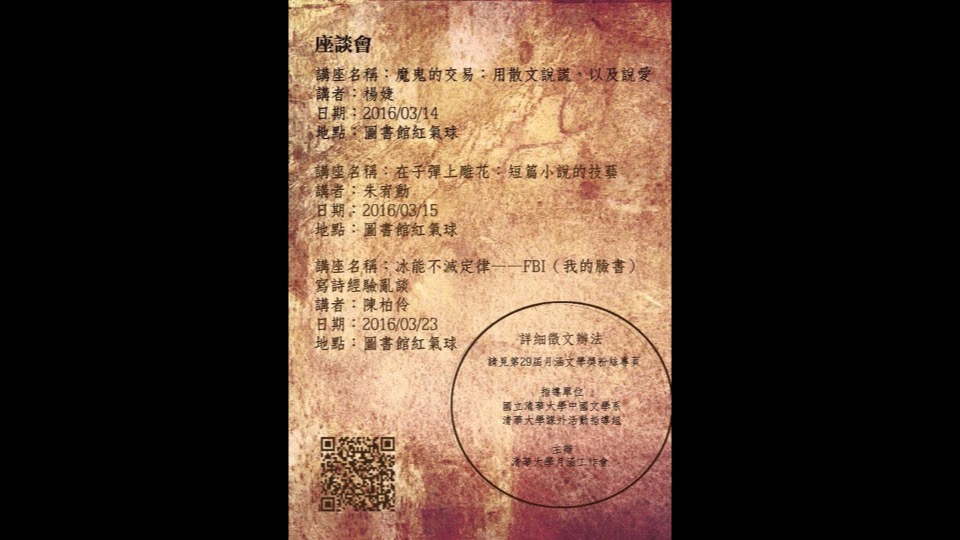 座談會
講座名稱：魔鬼的交易：用散文說謊，以及說愛
講者：楊婕
日期：2016/03/14
地點：圖書館紅氣球
講座名稱：在子彈上雕花：短篇小說的技藝
講者：朱宥勳
日期：2016/03/15
地點：圖書館紅氣球
講座名稱：冰能不滅定律——FBI（我的臉書）
寫詩經驗亂談
講者：陳柏伶
日期：2016/03/23
地點：圖書館紅氣球
詳細徵文辦法
請見第29屆月涵文學獎粉絲專頁
指導單位
國立清華大學中國文學系
清華大學課外活動指導組
主辦
清華大學月涵工作會